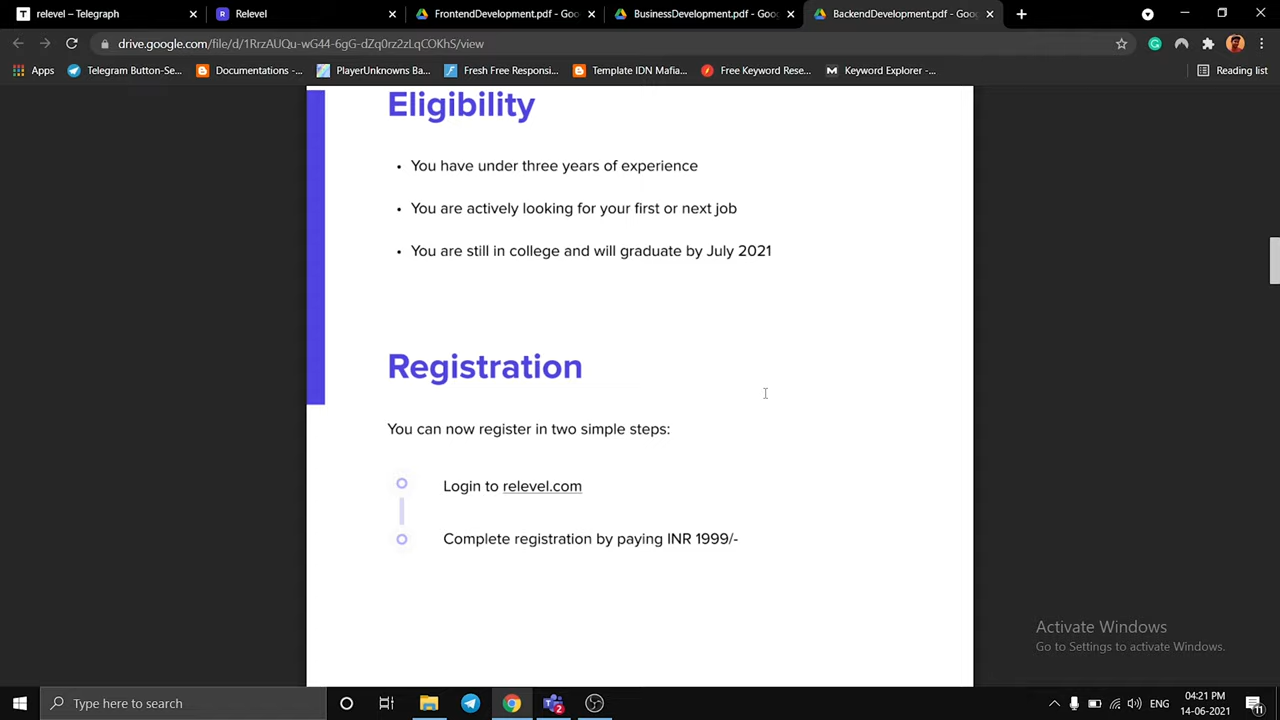 relevel – Telegraph
Relevel
FrontendDevelopment.pdf - Goo
BusinessDevelopment.pdf - Goog
BackendDevelopment.pdf - Goog
drive.google.com/file/d/1RrzAUQu-wG44-6gG-dZq0rz2zLqCOKhS/view
Apps
Telegram Button-Se...
Documentations -...
PlayerUnknowns Ba...
Fresh Free Responsi...
Template IDN Mafia...
Free Keyword Rese...
Keyword Explorer -...
Reading list
Eligibility
• You have under three years of experience
• You are actively looking for your first or next job
• You are still in college and will graduate by July 2021
Registration
You can now register in two simple steps:
Login to relevel.com
Complete registration by paying INR 1999/-
Activate Windows
Go to Settings to activate Windows.
Type here to search
2
ENG
04:21 PM
14-06-2021
11